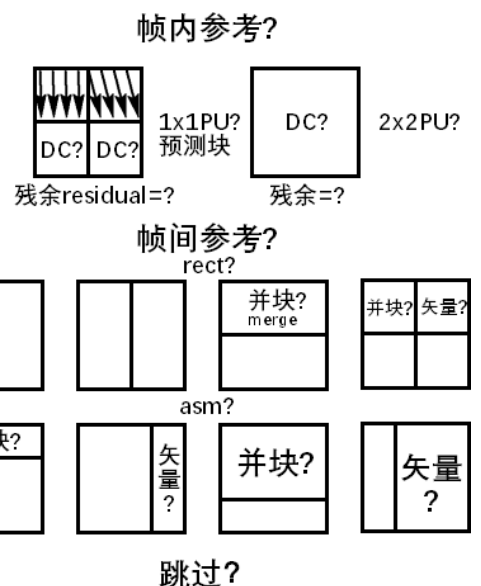 帧内参考?
DC? DC?
1x1PU?
预测块
DC?
2x2PU?
残余residual=?
残余=?
帧间参考?
rect?
并块?
merge
并块? 矢量?
asm?
块?
矢量?
并块?
矢量?
跳过?